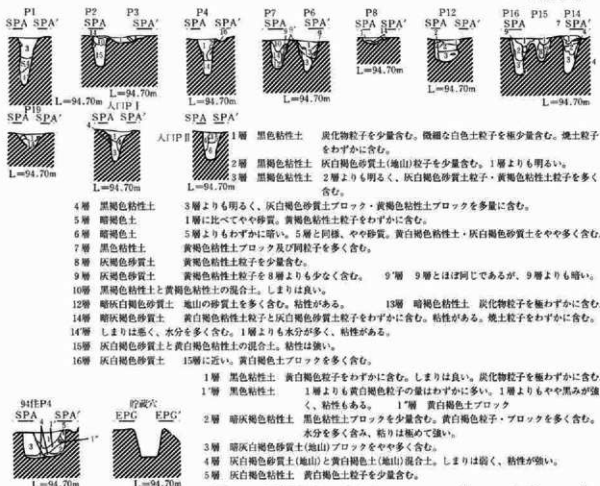 P1 P2 P3 P4 P7 P6 P8 P12 P16 P15 P14
SPA SPA' SPA SPA' SPA SPA' SPA SPA' SPA SPA' SPA SPA' SPA SPA'
L=94.70m L=94.70m L=94.70m L=94.70m L=94.70m L=94.70m L=94.70m
P19 入口PⅠ
SPA SPA' SPA SPA' 入口PⅡ SPA SPA'
L=94.70m L=94.70m L=94.70m
1層 黒色粘性土 炭化物粒子を少量含む。微細な白色土粒子を極少量含む。焼土粒子
をわずかに含む。
2層 黒褐色粘性土 灰白褐色砂質土(地山)粒子を少量含む。1層よりも明るい。
3層 黒褐色粘性土 2層よりも明るく、灰白褐色砂質土粒子・黄褐色粘性土粒子を多く
含む。
4層 黒褐色粘性土 3層よりも明るく、灰白褐色砂質土ブロック・黄褐色粘性土ブロックを多量に含む。
5層 暗褐色土 1層に比べてやや砂質。黄褐色粘性土粒子をわずかに含む。
6層 暗褐色土 5層よりもわずかに暗い。5層と同様、やや砂質。黄白褐色粘性土・灰白褐色砂質土をやや多く含む。
7層 黒色粘性土 黄褐色粘性土ブロック及び同粒子を多く含む。
8層 灰褐色砂質土 黄褐色粘性土粒子を少量含む。
9層 灰褐色砂質土 黄褐色粘性土粒子を8層よりも少なく含む。 9'層 9層とほぼ同じであるが、9層よりも暗い。
10層 黒褐色粘性土と黄褐色粘性土の混合土。しまりは良い。
12層 暗灰白褐色砂質土 地山の砂質土を多く含む。粘性がある。 13層 暗褐色粘性土 炭化物粒子を極わずかに含む。
14層 暗灰褐色砂質土 黄白褐色粘性土粒子と灰白褐色砂質土粒子をわずかに含む。粘性がある。焼土粒子をわずかに含む。
14'層 しまりは悪く、水分を多く含む。1層よりも水分が多く、粘性がある。
15層 灰白褐色砂質土と黄白褐色粘性土の混合土。粘性は強い。
16層 灰白褐色砂質土 15層に近い。黄白褐色土ブロックを多く含む。
94住P4 貯蔵穴
SPA SPA' EPG EPG'
L=94.70m L=94.70m
1層 黒色粘性土 黄白褐色粒子をわずかに含む。しまりは良い。炭化物粒子を極わずかに含む。
1'層 黒色粘性土 1層よりも黄白褐色粒子の量はわずかに多い。1層よりもやや黒みが強
く、粘性もある。 1"層 黄白褐色土ブロック
2層 暗灰褐色粘性土 黒色粘性土ブロックを少量含む。黄白褐色粒子・ブロックを多く含む。
水分を多く含み、粘りは極めて強い。
3層 暗灰白褐色砂質土(地山)ブロックをやや多く含む。
4層 灰白褐色砂質土(地山)と黄白褐色土(地山)混合土。しまりは弱く、粘性が強い。
5層 灰白褐色粘性土 黄白褐色土粒子を少量含む。